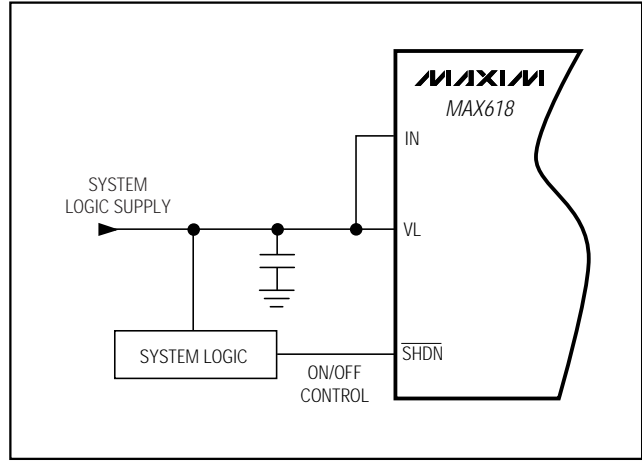 MAXIM
MAX618
IN
SYSTEM
LOGIC SUPPLY
VL
SYSTEM LOGIC
SHDN
ON/OFF
CONTROL